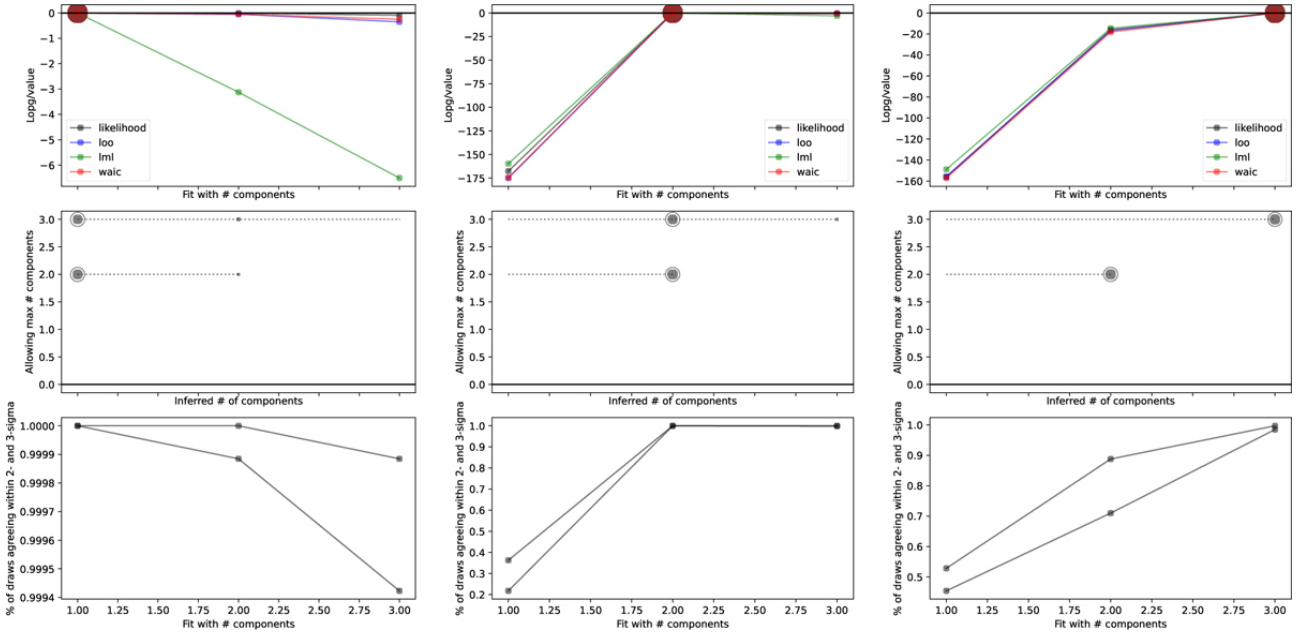 0
−1
−2
−3
−4
−5
−6
Lopg/value
likelihood
loo
lml
waic
Fit with # components
0
−25
−50
−75
−100
−125
−150
−175
Lopg/value
likelihood
loo
lml
waic
Fit with # components
0
−20
−40
−60
−80
−100
−120
−140
−160
Lopg/value
likelihood
loo
lml
waic
Fit with # components
3.0
2.5
2.0
1.5
1.0
0.5
0.0
Allowing max # components
Inferred # of components
3.0
2.5
2.0
1.5
1.0
0.5
0.0
Allowing max # components
Inferred # of components
3.0
2.5
2.0
1.5
1.0
0.5
0.0
Allowing max # components
Inferred # of components
1.0000
0.9999
0.9998
0.9997
0.9996
0.9995
0.9994
% of draws agreeing within 2- and 3-sigma
1.00 1.25 1.50 1.75 2.00 2.25 2.50 2.75 3.00
Fit with # components
1.0
0.9
0.8
0.7
0.6
0.5
0.4
0.3
0.2
% of draws agreeing within 2- and 3-sigma
1.00 1.25 1.50 1.75 2.00 2.25 2.50 2.75 3.00
Fit with # components
1.0
0.9
0.8
0.7
0.6
0.5
% of draws agreeing within 2- and 3-sigma
1.00 1.25 1.50 1.75 2.00 2.25 2.50 2.75 3.00
Fit with # components